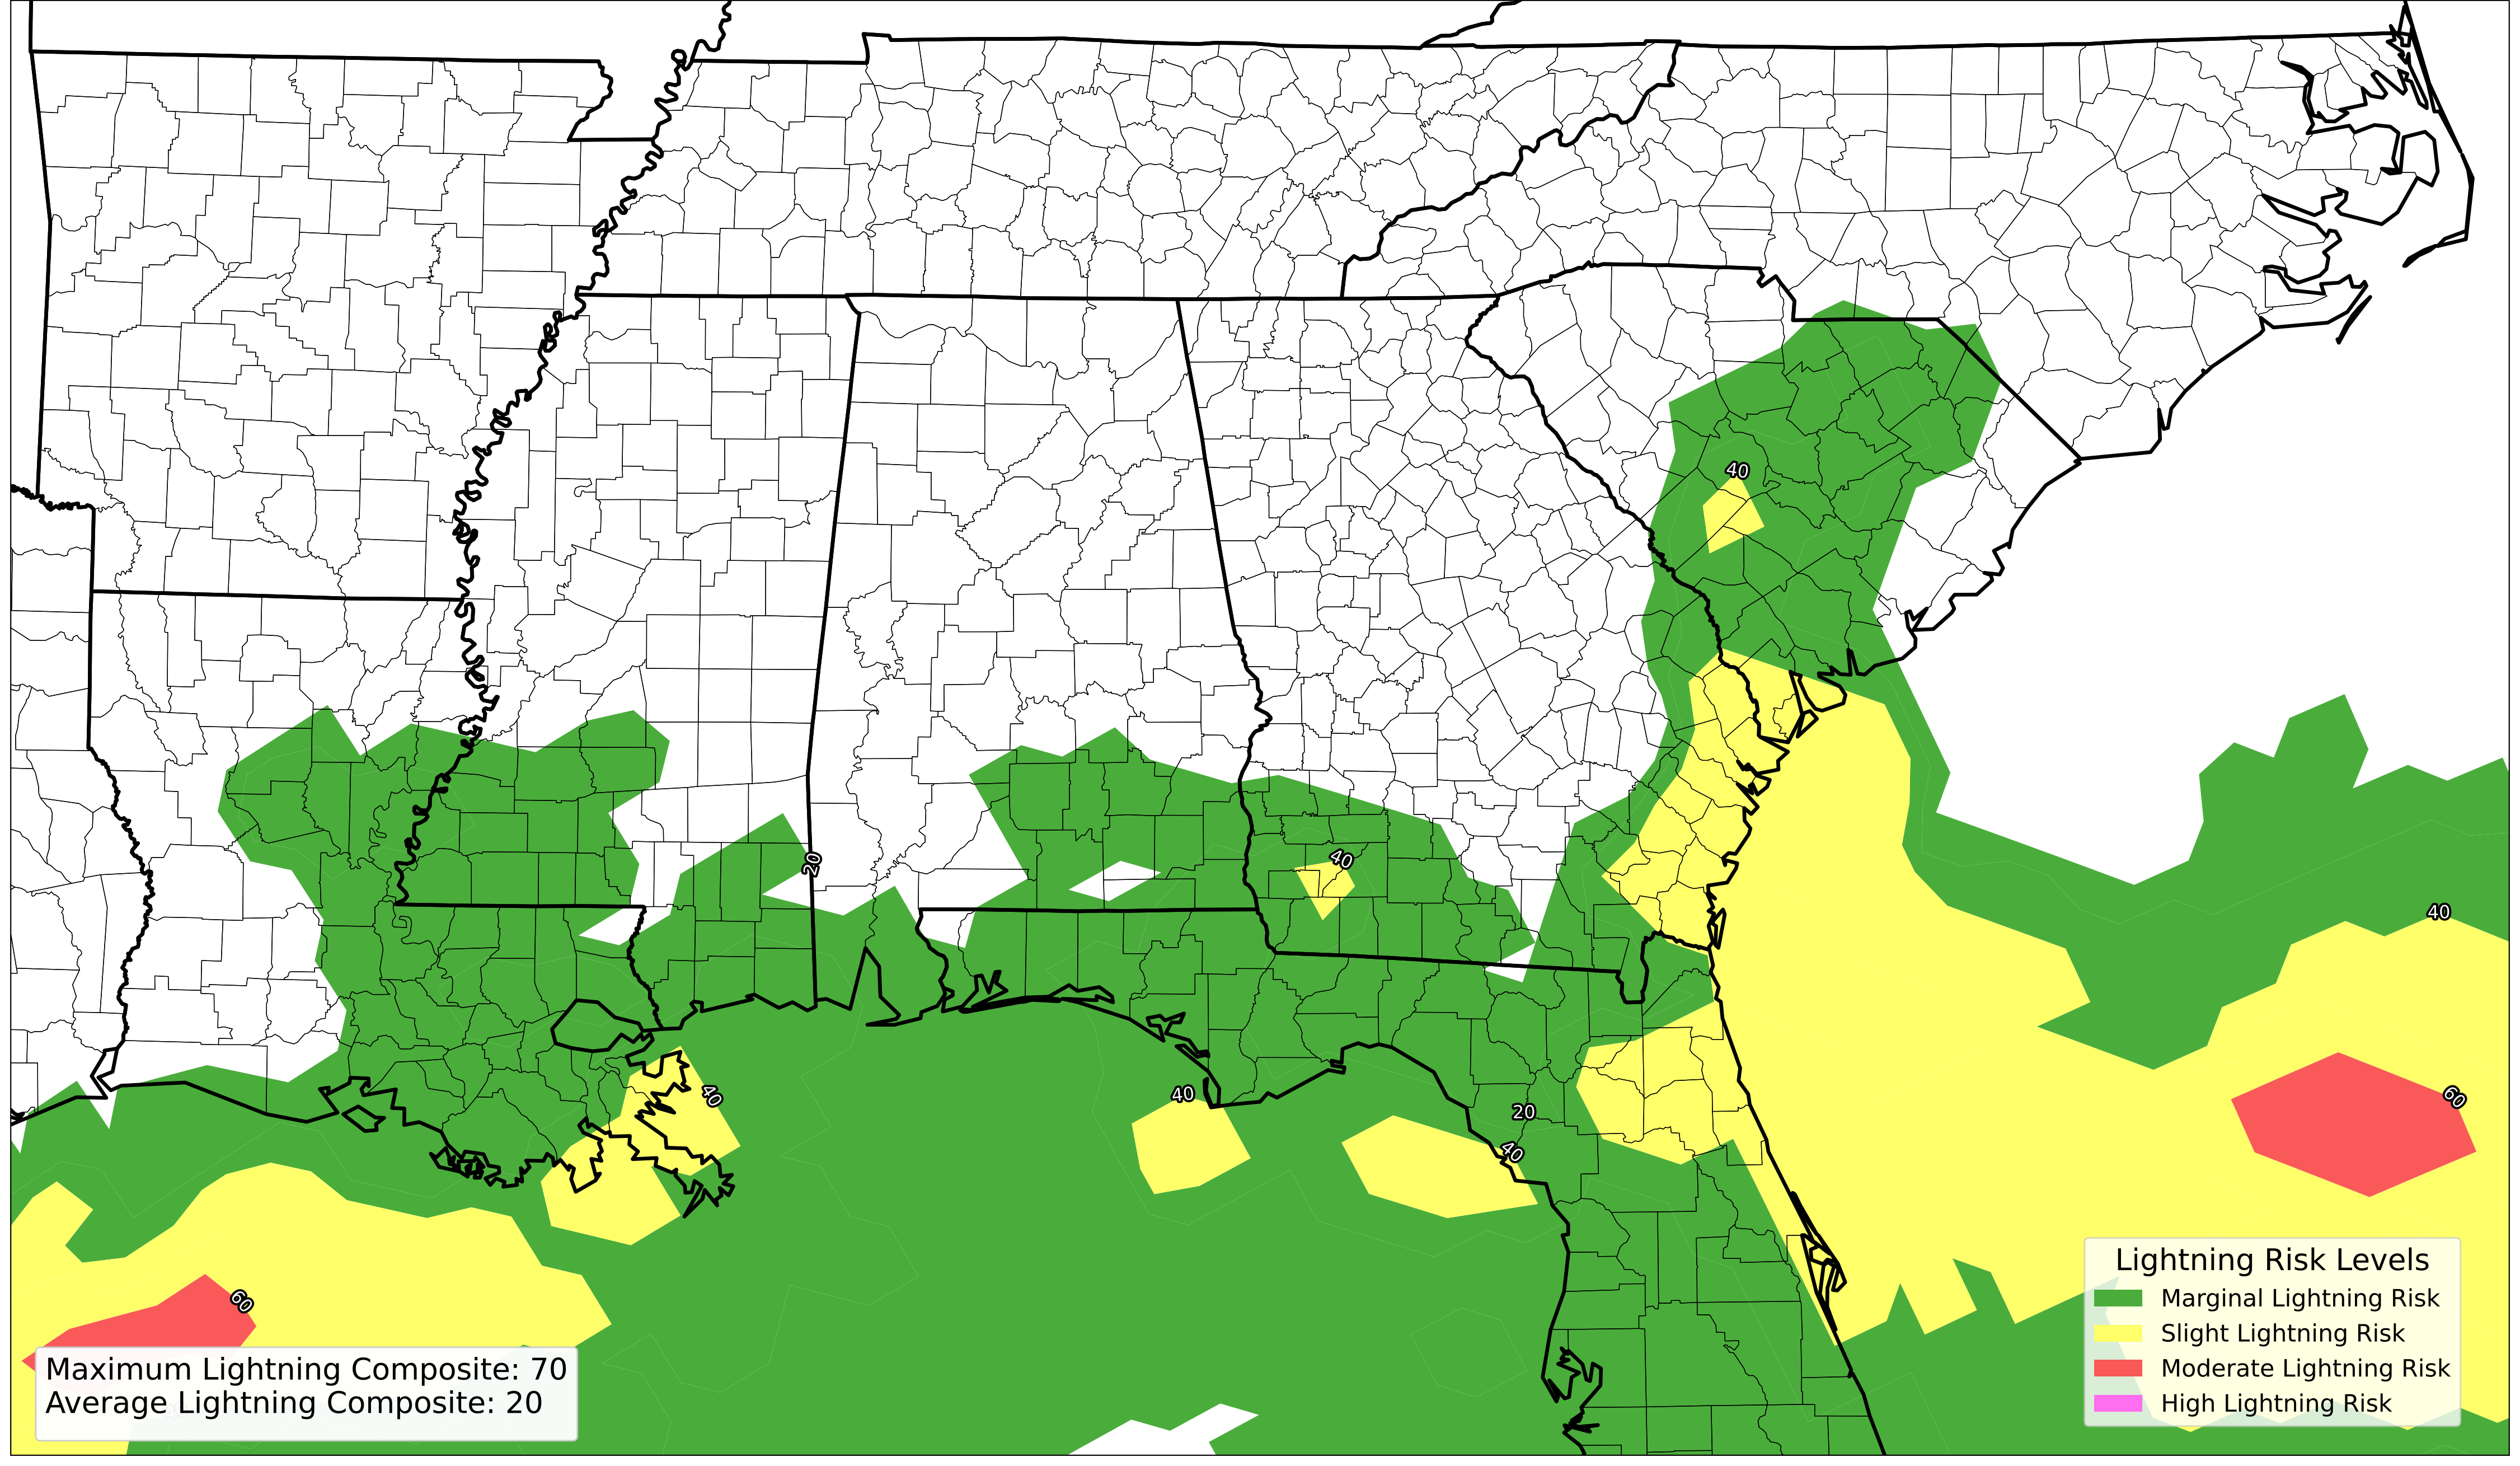 40
20
40
40
40
40
20
40
60
60
Lightning Risk Levels
Marginal Lightning Risk
Slight Lightning Risk
Moderate Lightning Risk
High Lightning Risk
Maximum Lightning Composite: 70
Average Lightning Composite: 20